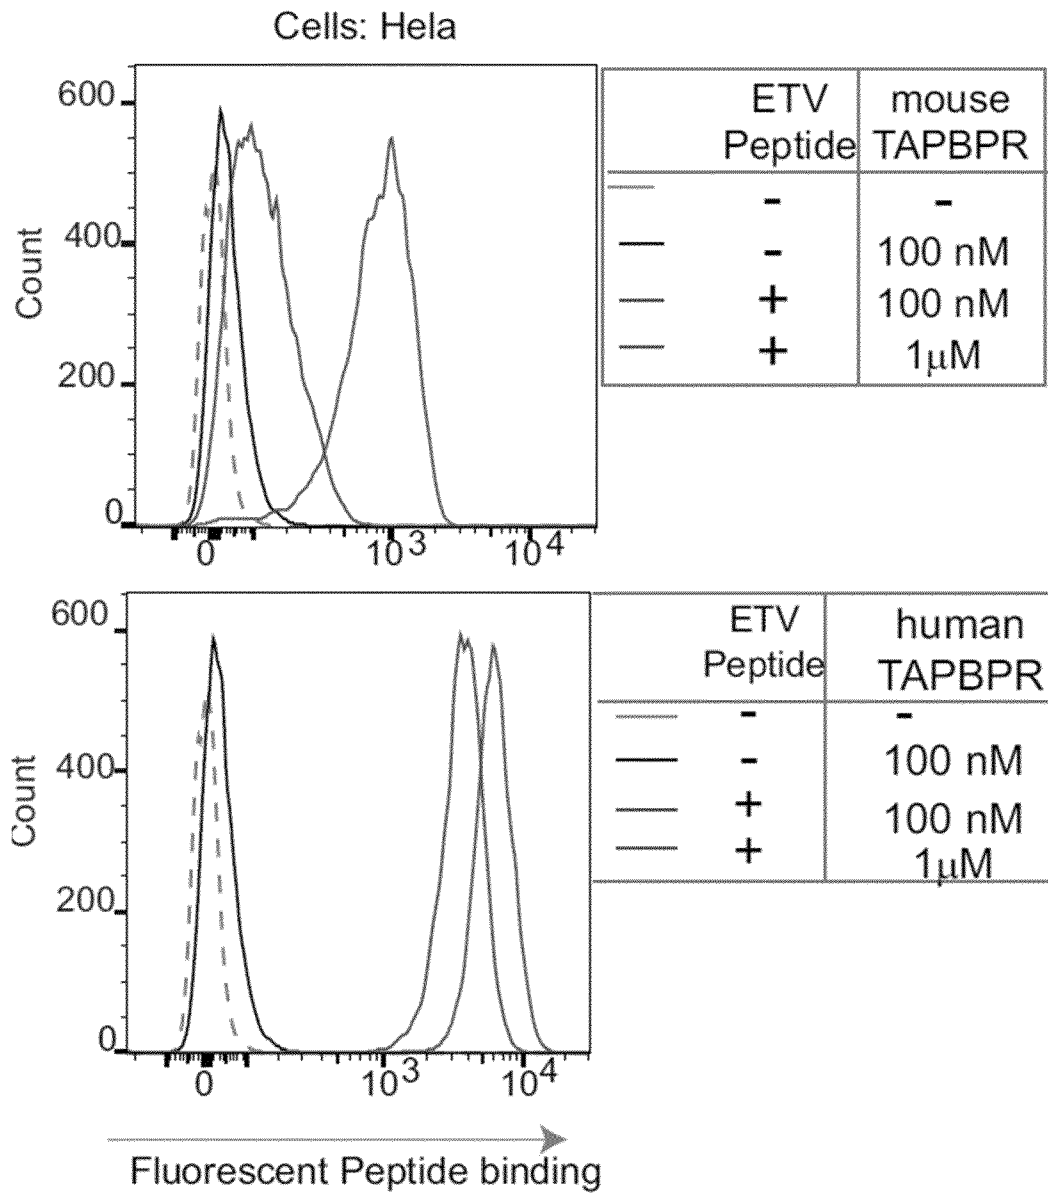 Cells: Hela
600
400
200
0
Count
0 10³ 10⁴
ETV Peptide mouse TAPBPR
- -
- 100 nM
+ 100 nM
+ 1µM
600
400
200
0
Count
0 10³ 10⁴
ETV Peptide human TAPBPR
- -
- 100 nM
+ 100 nM
+ 1µM
Fluorescent Peptide binding